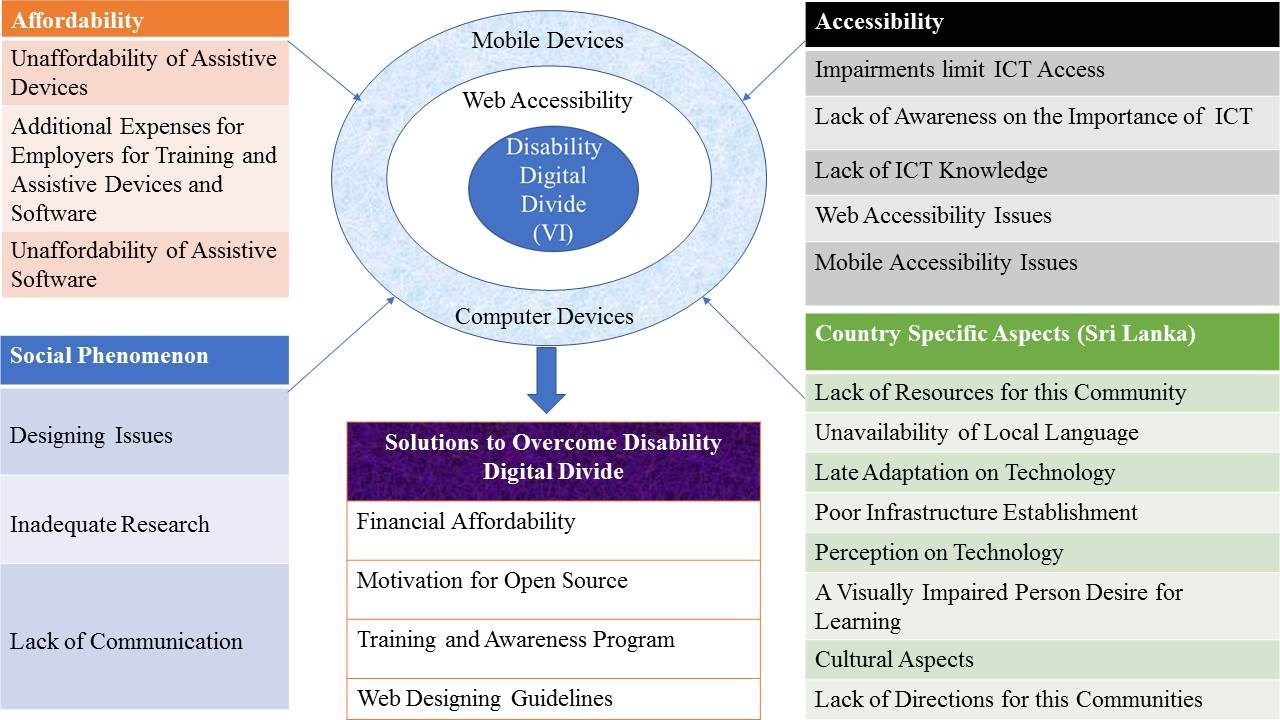 Affordability
Unaffordability of Assistive
Devices
Additional Expenses for
Employers for Training and
Assistive Devices and
Software
Unaffordability of Assistive
Software
Social Phenomenon
Designing Issues
Inadequate Research
Lack of Communication
Mobile Devices
Web Accessibility
Disability
Digital
Divide
(VI)
Computer Devices
Solutions to Overcome Disability
Digital Divide
Financial Affordability
Motivation for Open Source
Training and Awareness Program
Web Designing Guidelines
Accessibility
Impairments limit ICT Access
Lack of Awareness on the Importance of ICT
Lack of ICT Knowledge
Web Accessibility Issues
Mobile Accessibility Issues
Country Specific Aspects (Sri Lanka)
Lack of Resources for this Community
Unavailability of Local Language
Late Adaptation on Technology
Poor Infrastructure Establishment
Perception on Technology
A Visually Impaired Person Desire for
Learning
Cultural Aspects
Lack of Directions for this Communities